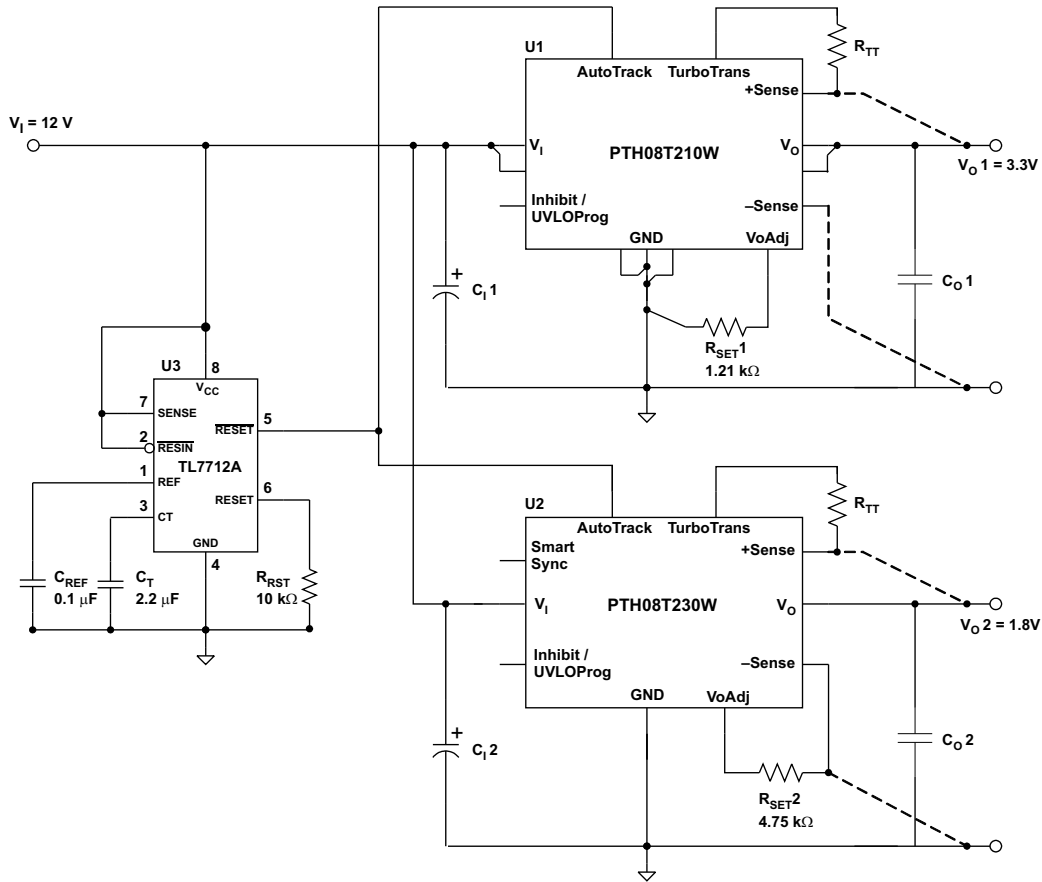 U1
AutoTrack TurboTrans
R_TT
+Sense
V_I = 12 V
V_I
PTH08T210W
V_O
V_O 1 = 3.3V
Inhibit /
UVLOProg
–Sense
GND
VoAdj
+
C_I 1
C_O 1
R_SET 1
1.21 kΩ
U3
8
V_CC
7
SENSE
5
RESET
2
RESIN
TL7712A
1
REF
6
RESET
3
CT
GND
4
C_REF
0.1 μF
C_T
2.2 μF
R_RST
10 kΩ
U2
AutoTrack TurboTrans
R_TT
Smart
Sync
+Sense
V_I
PTH08T230W
V_O
V_O 2 = 1.8V
Inhibit /
UVLOProg
–Sense
GND
VoAdj
+
C_I 2
C_O 2
R_SET 2
4.75 kΩ